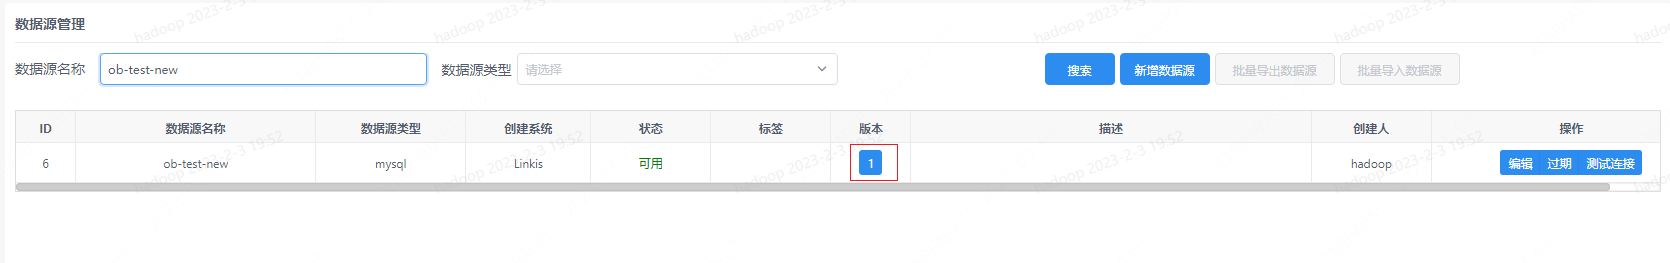 数据源管理
数据源名称 ob-test-new 数据源类型 请选择 搜索 新增数据源 批量导出数据源 批量导入数据源
ID 数据源名称 数据源类型 创建系统 状态 标签 版本 描述 创建人 操作
6 ob-test-new mysql Linkis 可用 1 hadoop 编辑 过期 测试连接
hadoop 2023-2-3 19:52